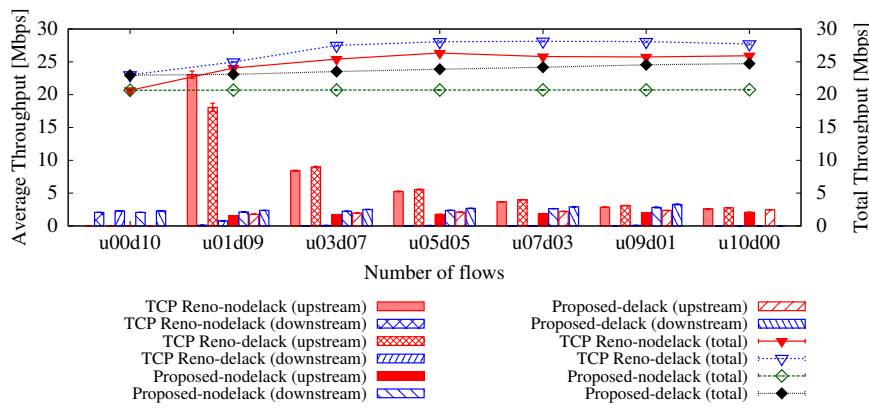 30 30
25 25
20 20
15 15
10 10
5 5
0 0
Average Throughput [Mbps]
Total Throughput [Mbps]
u00d10 u01d09 u03d07 u05d05 u07d03 u09d01 u10d00
Number of flows
TCP Reno-nodelack (upstream)
TCP Reno-nodelack (downstream)
TCP Reno-delack (upstream)
TCP Reno-delack (downstream)
Proposed-nodelack (upstream)
Proposed-nodelack (downstream)
Proposed-delack (upstream)
Proposed-delack (downstream)
TCP Reno-nodelack (total)
TCP Reno-delack (total)
Proposed-nodelack (total)
Proposed-delack (total)